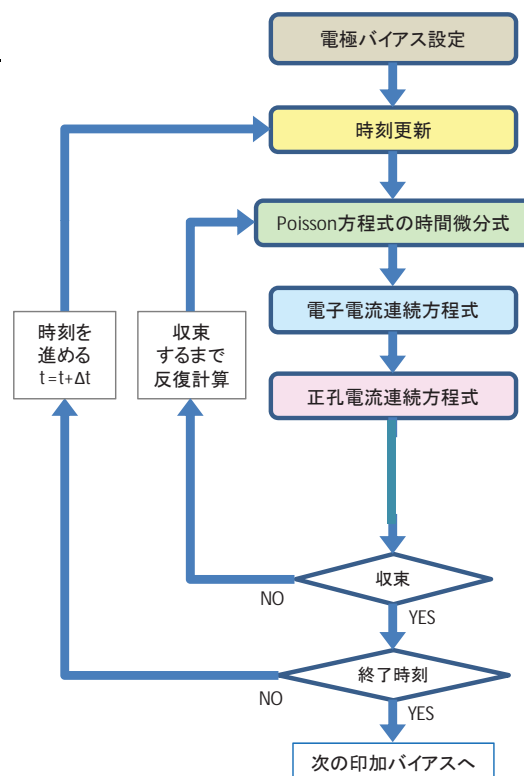 電極バイアス設定
時刻更新
Poisson方程式の時間微分式
電子電流連続方程式
正孔電流連続方程式
時刻を
進める
t=t+Δt
収束
するまで
反復計算
収束
NO
YES
終了時刻
NO
YES
次の印加バイアスへ